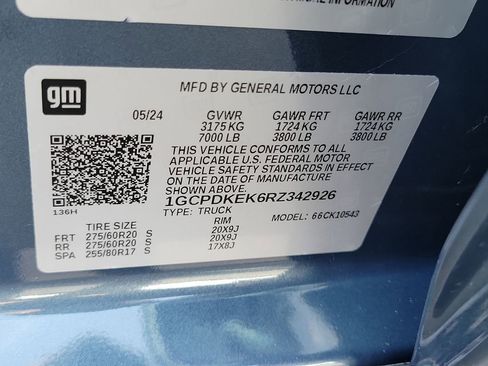 INFORMATION
gm
MFD BY GENERAL MOTORS LLC
05/24 GVWR GAWR FRT GAWR RR
3175 KG 1724 KG 1724 KG
7000 LB 3800 LB 3800 LB
THIS VEHICLE CONFORMS TO ALL
APPLICABLE U.S. FEDERAL MOTOR
VEHICLE SAFETY STANDARDS IN EFFECT
ON THE DATE OF MANUFACTURE
SHOWN ABOVE.
1GCPDKEK6RZ342926
TYPE: TRUCK MODEL: 66CK10543
136H
TIRE SIZE RIM
FRT 275/60R20 S 20X9J
RR 275/60R20 S 20X9J
SPA 255/80R17 S 17X8J